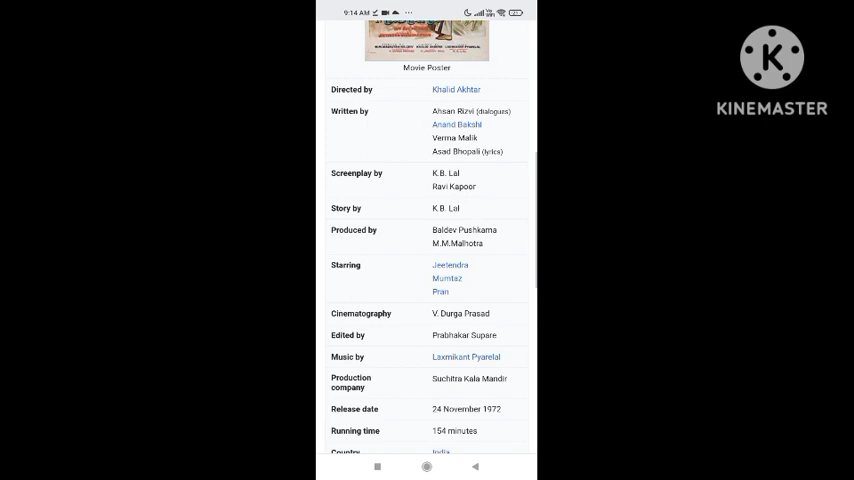 9:14 AM
21
Movie Poster
Directed by Khalid Akhtar
Written by Ahsan Rizvi (dialogues)
Anand Bakshi
Verma Malik
Asad Bhopali (lyrics)
Screenplay by K.B. Lal
Ravi Kapoor
Story by K.B. Lal
Produced by Baldev Pushkarna
M.M.Malhotra
Starring Jeetendra
Mumtaz
Pran
Cinematography V. Durga Prasad
Edited by Prabhakar Supare
Music by Laxmikant Pyarelal
Production Suchitra Kala Mandir
company
Release date 24 November 1972
Running time 154 minutes
Country India
K
KINEMASTER